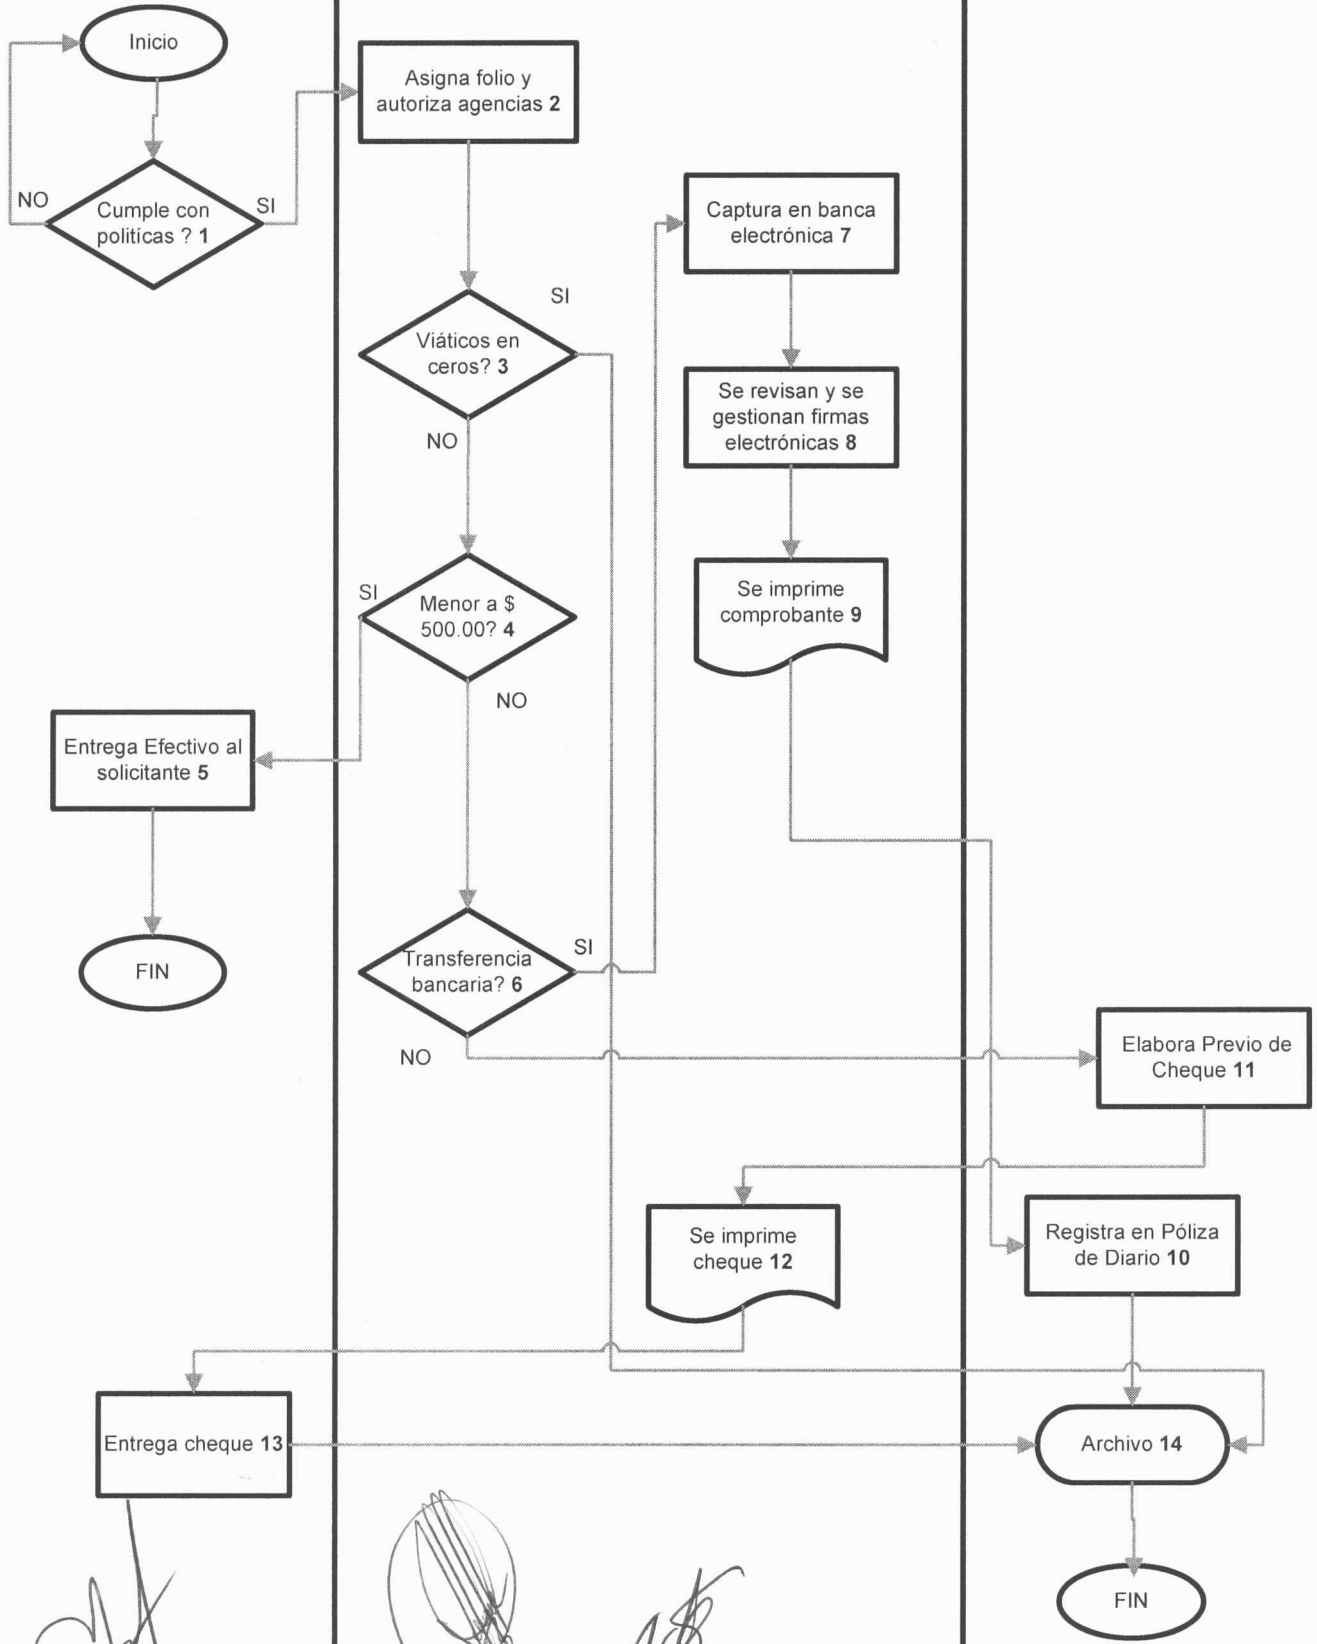 Inicio
Cumple con
politícas ? 1
NO
SI
Asigna folio y
autoriza agencias 2
Viáticos en
ceros? 3
SI
NO
Menor a $
500.00? 4
SI
NO
Entrega Efectivo al
solicitante 5
FIN
Transferencia
bancaria? 6
SI
NO
Captura en banca
electrónica 7
Se revisan y se
gestionan firmas
electrónicas 8
Se imprime
comprobante 9
Elabora Previo de
Cheque 11
Registra en Póliza
de Diario 10
Se imprime
cheque 12
Entrega cheque 13
Archivo 14
FIN